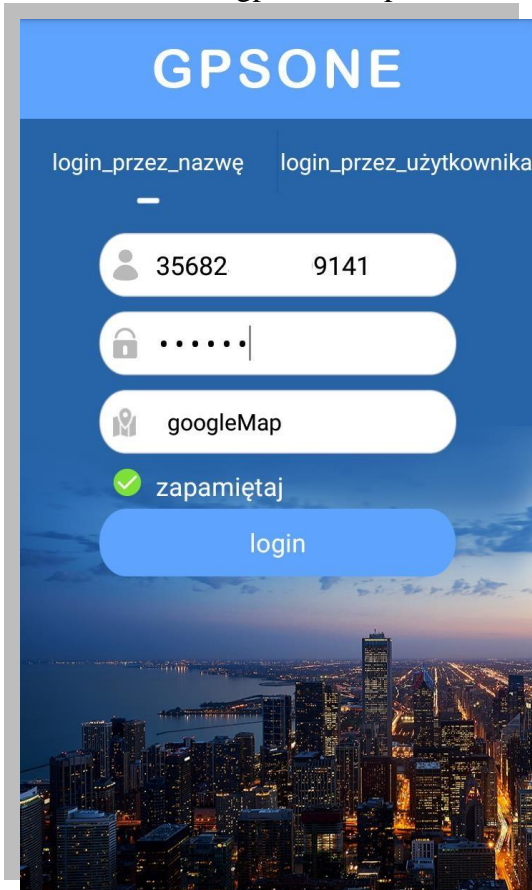 GPSONE
login_przez_nazwę login_przez_użytkownika
35682 9141
••••••
googleMap
zapamiętaj
login